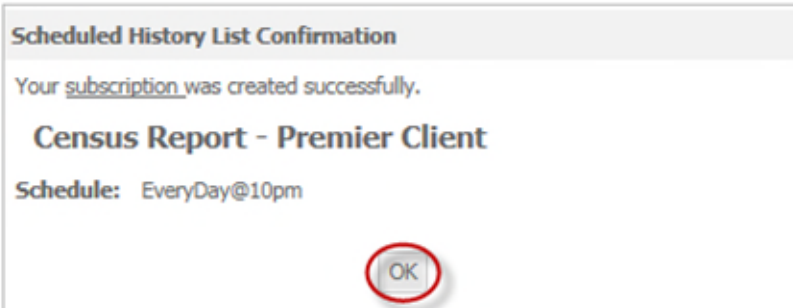 Scheduled History List Confirmation
Your subscription was created successfully.
Census Report - Premier Client
Schedule: EveryDay@10pm
OK